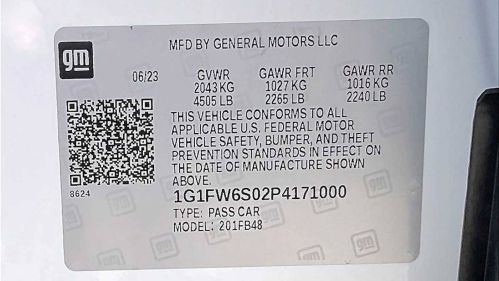 gm
MFD BY GENERAL MOTORS LLC
06/23 GVWR GAWR FRT GAWR RR
2043 KG 1027 KG 1016 KG
4505 LB 2265 LB 2240 LB
THIS VEHICLE CONFORMS TO ALL
APPLICABLE U.S. FEDERAL MOTOR
VEHICLE SAFETY, BUMPER, AND THEFT
PREVENTION STANDARDS IN EFFECT ON
THE DATE OF MANUFACTURE SHOWN
ABOVE.
8624
1G1FW6S02P4171000
TYPE: PASS CAR
MODEL: 201FB48
gm